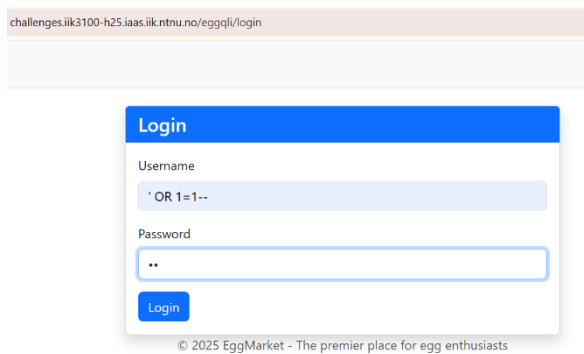 challenges.iik3100-h25.iaas.iik.ntnu.no/eggqli/login
Login
Username
' OR 1=1--
Password
••
Login
© 2025 EggMarket - The premier place for egg enthusiasts